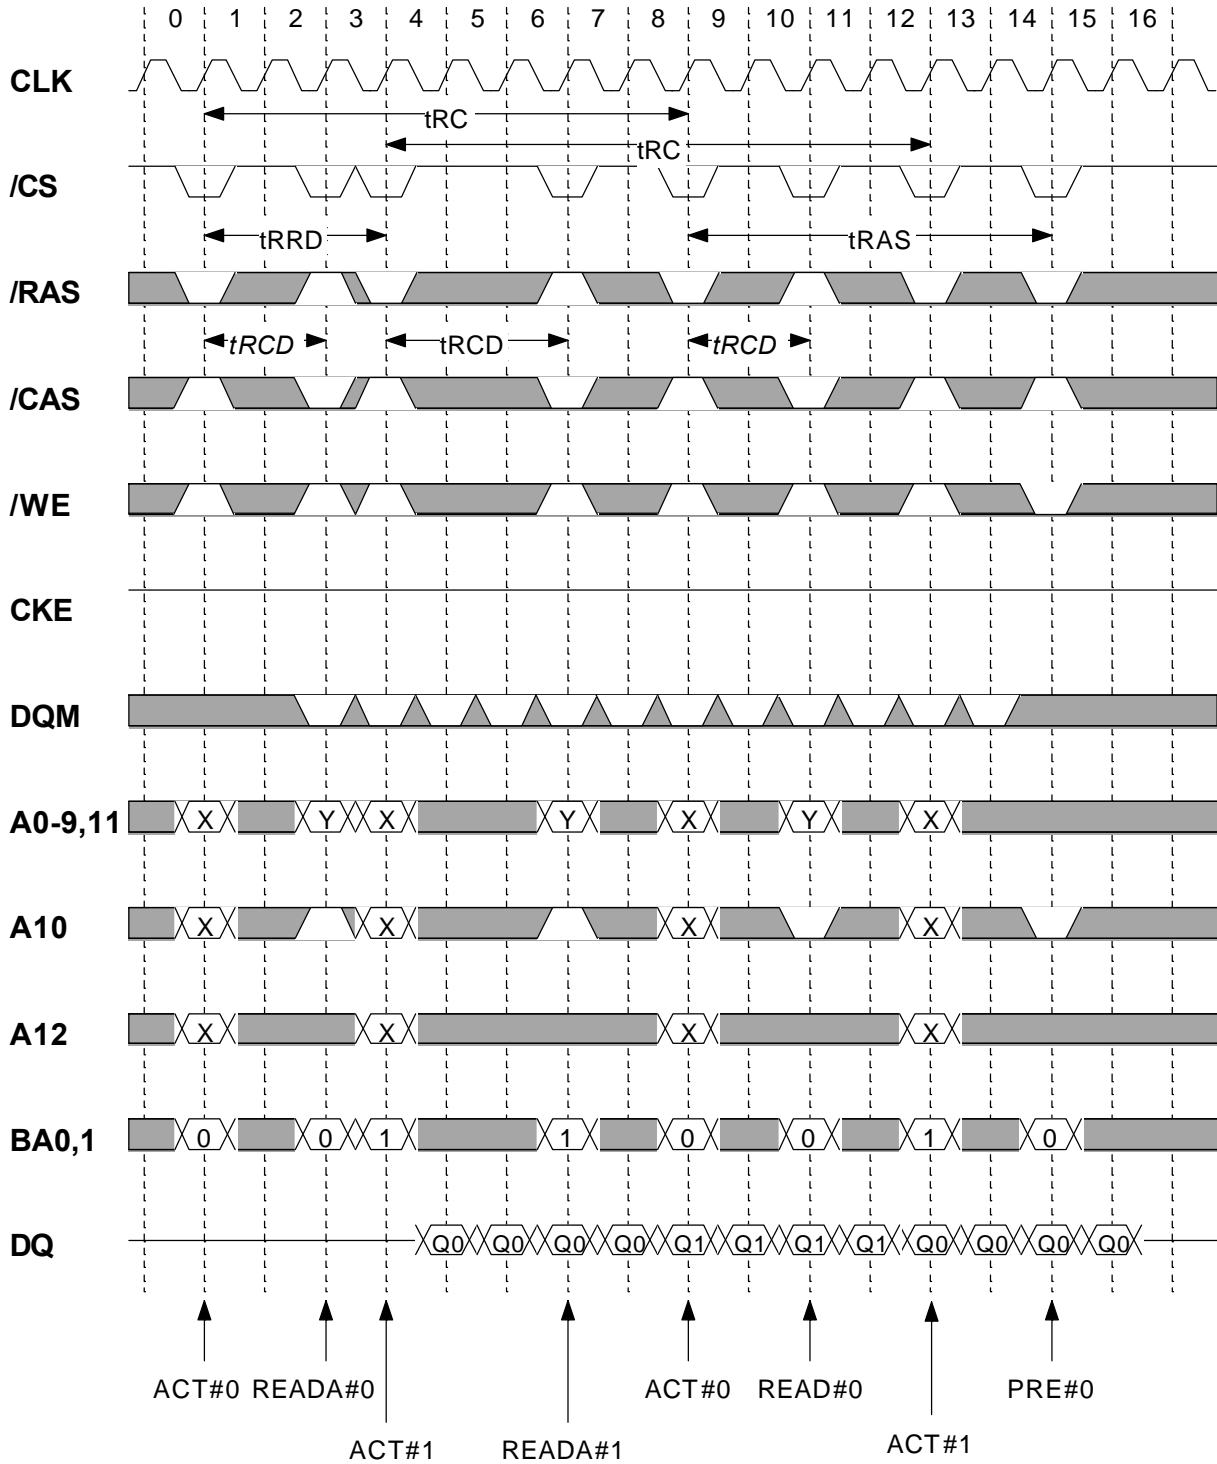 0 1 2 3 4 5 6 7 8 9 10 11 12 13 14 15 16
CLK
tRC
tRC
/CS
tRRD tRAS
/RAS
tRCD tRCD tRCD
/CAS
/WE
CKE
DQM
A0-9,11 X Y X Y X Y X
A10 X X X X
A12 X X X X
BA0,1 0 0 1 1 0 0 1 0
DQ Q0 Q0 Q0 Q0 Q1 Q1 Q1 Q1 Q0 Q0 Q0 Q0
ACT#0 READA#0 ACT#0 READ#0 PRE#0
ACT#1 READA#1 ACT#1